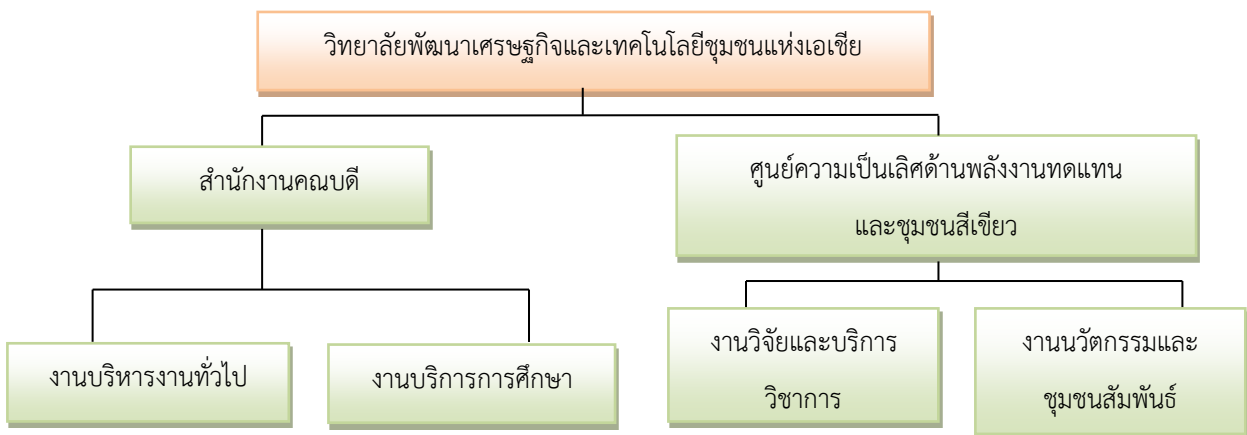 วิทยาลัยพัฒนาเศรษฐกิจและเทคโนโลยีชุมชนแห่งเอเชีย
สำนักงานคณบดี
ศูนย์ความเป็นเลิศด้านพลังงานทดแทน
และชุมชนสีเขียว
งานบริหารงานทั่วไป
งานบริการการศึกษา
งานวิจัยและบริการ
วิชาการ
งานนวัตกรรมและ
ชุมชนสัมพันธ์